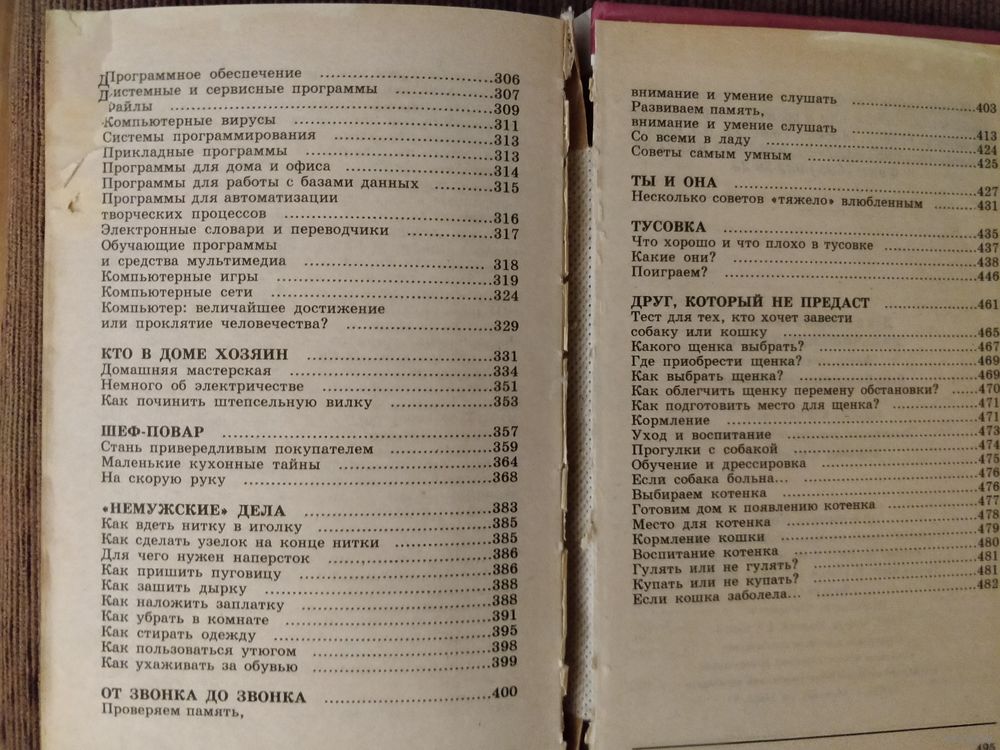 Программное обеспечение ...306
Системные и сервисные программы ...307
Файлы ...309
Компьютерные вирусы ...311
Системы программирования ...313
Прикладные программы ...313
Программы для дома и офиса ...314
Программы для работы с базами данных ...315
Программы для автоматизации
творческих процессов ...316
Электронные словари и переводчики ...317
Обучающие программы
и средства мультимедиа ... 318
Компьютерные игры ...319
Компьютерные сети ...324
Компьютер: величайшее достижение
или проклятие человечества? ...329
КТО В ДОМЕ ХОЗЯИН ...331
Домашняя мастерская ...334
Немного об электричестве ...351
Как починить штепсельную вилку ...353
ШЕФ-ПОВАР ...357
Стань привередливым покупателем ...359
Маленькие кухонные тайны ...364
На скорую руку ...368
«НЕМУЖСКИЕ» ДЕЛА ...383
Как вдеть нитку в иголку ...385
Как сделать узелок на конце нитки ...385
Для чего нужен наперсток ...386
Как пришить пуговицу ...386
Как зашить дырку ...388
Как наложить заплатку ...388
Как убрать в комнате ...391
Как стирать одежду ...395
Как пользоваться утюгом ...398
Как ухаживать за обувью ...399
ОТ ЗВОНКА ДО ЗВОНКА ...400
Проверяем память,
внимание и умение слушать ...403
Развиваем память,
внимание и умение слушать ...413
Со всеми в ладу ...424
Советы самым умным ...425
ТЫ И ОНА ...427
Несколько советов «тяжело» влюбленным ...431
ТУСОВКА ...435
Что хорошо и что плохо в тусовке ...437
Какие они? ...438
Поиграем? ...446
ДРУГ, КОТОРЫЙ НЕ ПРЕДАСТ ...461
Тест для тех, кто хочет завести
собаку или кошку ...465
Какого щенка выбрать? ...467
Где приобрести щенка? ...469
Как выбрать щенка? ...469
Как облегчить щенку перемену обстановки? ...470
Как подготовить место для щенка? ...471
Кормление ...471
Уход и воспитание ...473
Прогулки с собакой ...474
Обучение и дрессировка ...475
Если собака больна... ...476
Выбираем котенка ...476
Готовим дом к появлению котенка ...477
Место для котенка ...478
Кормление кошки ...479
Воспитание котенка ...480
Гулять или не гулять? ...481
Купать или не купать? ...481
Если кошка заболела... ...482